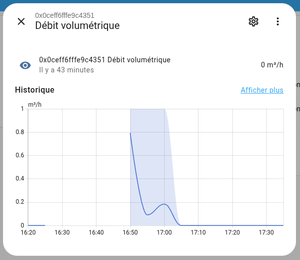 0x0ceff6fffe9c4351
Débit volumétrique
0x0ceff6fffe9c4351 Débit volumétrique
Il y a 43 minutes
0 m³/h
Historique
Afficher plus
m³/h
1
0.8
0.6
0.4
0.2
0
16:20 16:30 16:40 16:50 17:00 17:10 17:20 17:30